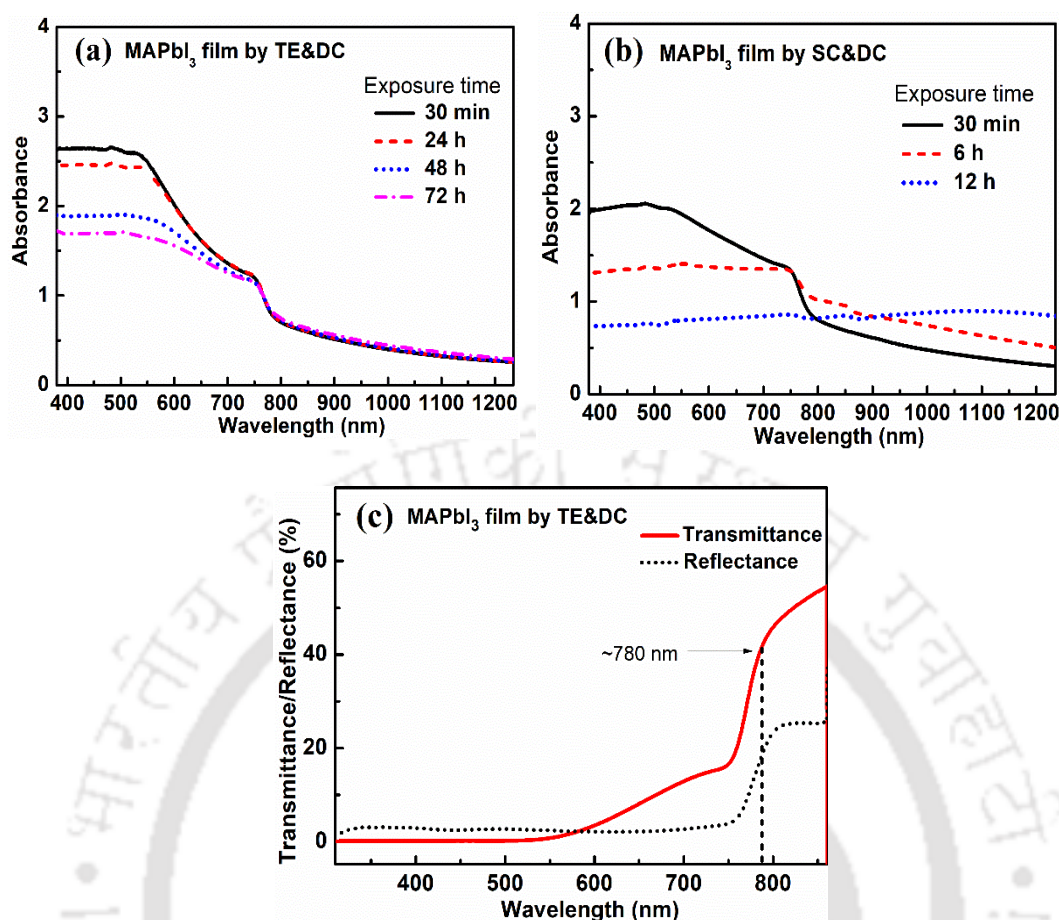 (a) MAPbI₃ film by TE&DC
Exposure time
30 min
24 h
48 h
72 h
Absorbance
4
3
2
1
0
400 500 600 700 800 900 1000 1100 1200
Wavelength (nm)
(b) MAPbI₃ film by SC&DC
Exposure time
30 min
6 h
12 h
Absorbance
4
3
2
1
0
400 500 600 700 800 900 1000 1100 1200
Wavelength (nm)
(c) MAPbI₃ film by TE&DC
Transmittance
Reflectance
~780 nm
Transmittance/Reflectance (%)
60
40
20
0
400 500 600 700 800
Wavelength (nm)